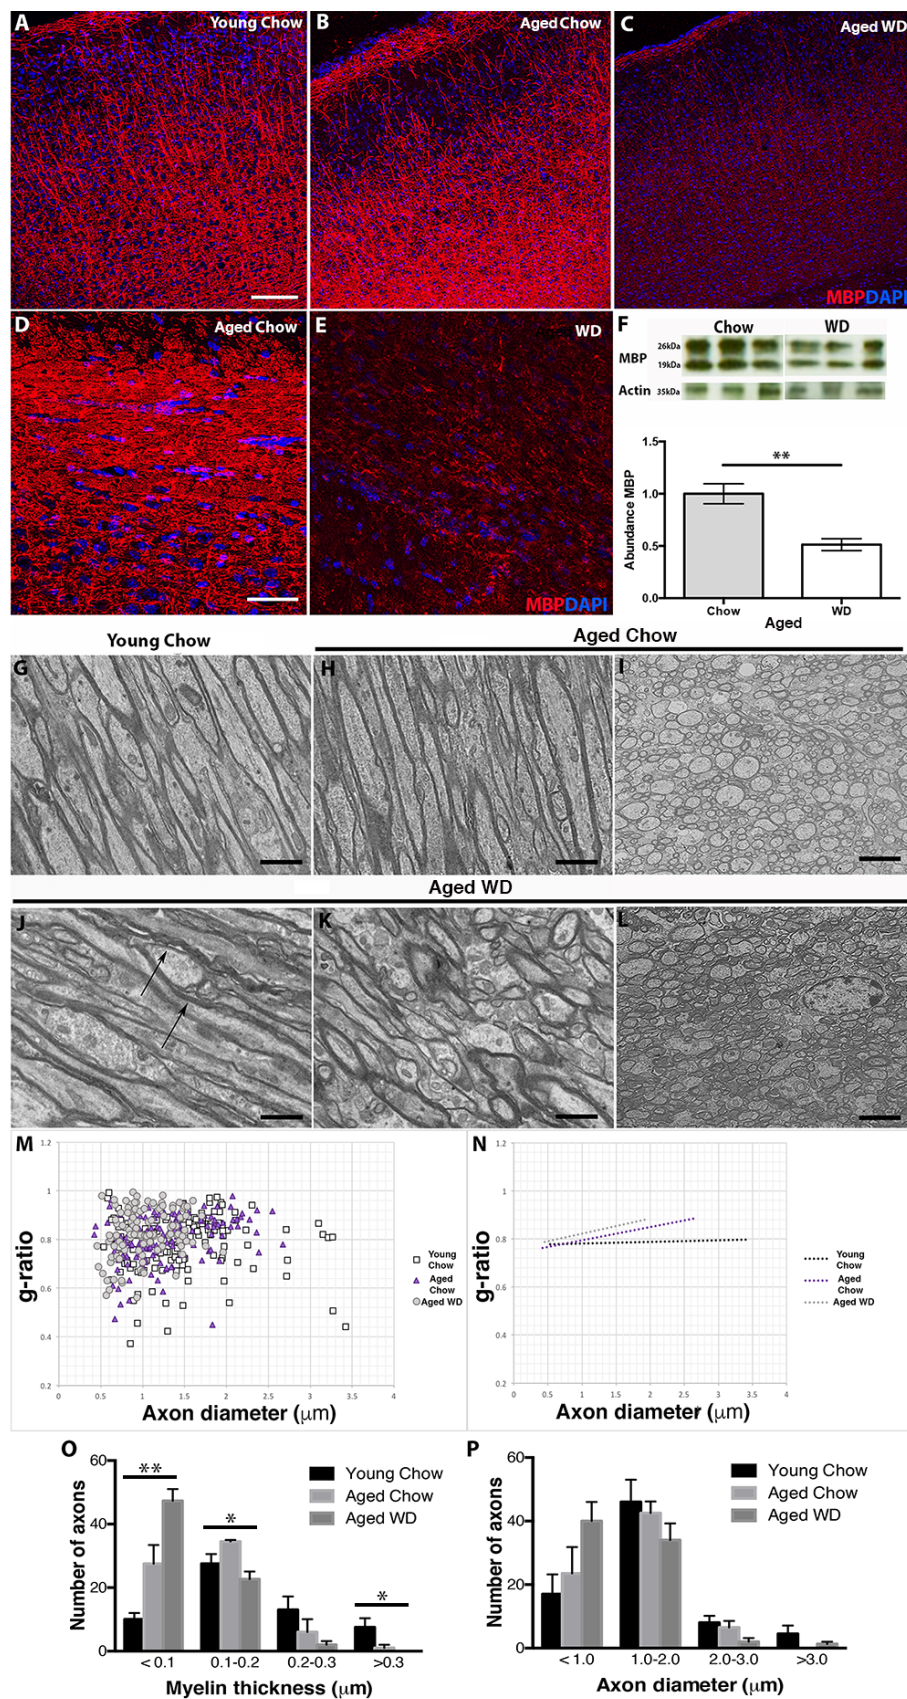 A Young Chow
B Aged Chow
C Aged WD
MBPDAPI
D Aged Chow
E WD
MBPDAPI
F Chow WD
MBP 26kDa
19kDa
Actin 35kDa
**
1.5
1.0
0.5
0.0
Abundance MBP
Chow WD
Aged
Young Chow
Aged Chow
G H I
Aged WD
J K L
M
1.2
1
0.8
0.6
0.4
0.2
g-ratio
0 0.5 1 1.5 2 2.5 3 3.5 4
Axon diameter (μm)
Young
Chow
Aged
Chow
Aged WD
N
1.2
1
0.8
0.6
0.4
0.2
g-ratio
0 0.5 1 1.5 2 2.5 3 3.5 4
Axon diameter (μm)
Young
Chow
Aged
Chow
Aged WD
O
60
40
20
0
Number of axons
** * *
Young Chow
Aged Chow
Aged WD
< 0.1 0.1-0.2 0.2-0.3 >0.3
Myelin thickness (μm)
P
60
40
20
0
Number of axons
Young Chow
Aged Chow
Aged WD
< 1.0 1.0-2.0 2.0-3.0 >3.0
Axon diameter (μm)